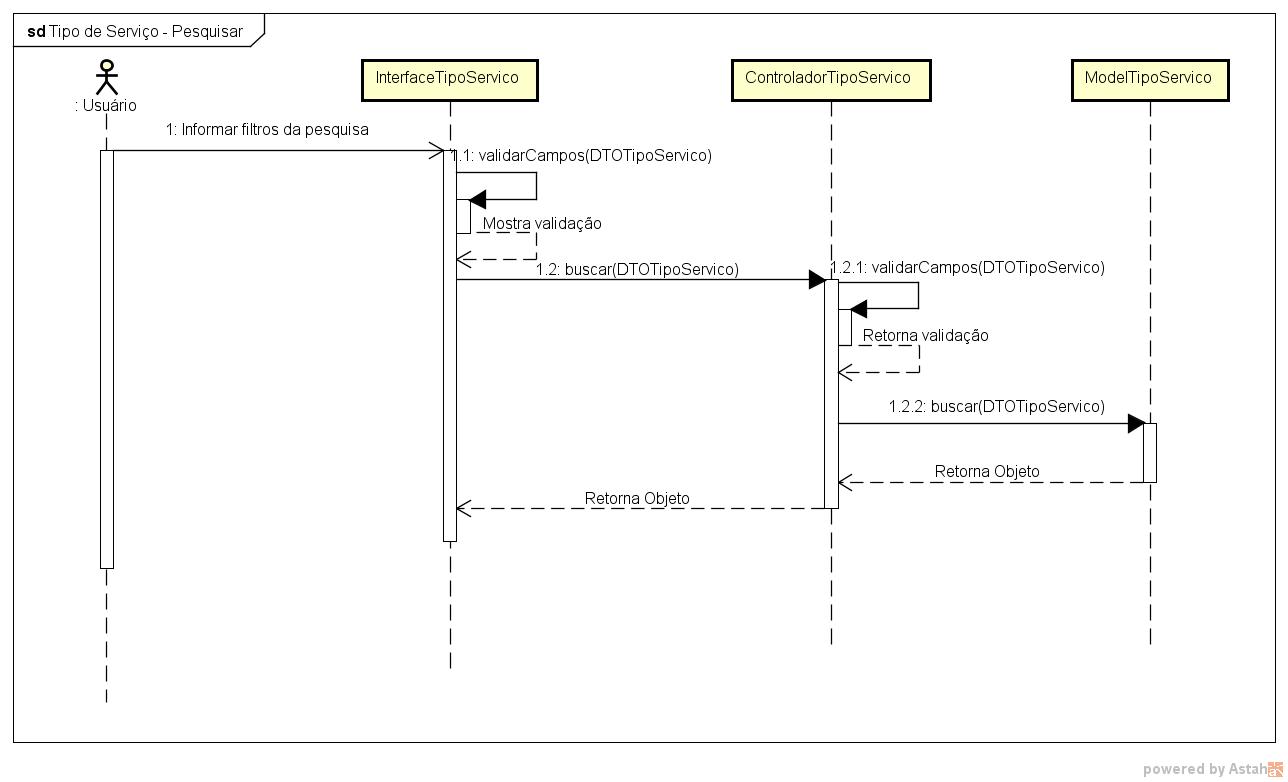 sd Tipo de Serviço - Pesquisar
InterfaceTipoServico
ControladorTipoServico
ModelTipoServico
: Usuário
1: Informar filtros da pesquisa
1.1: validarCampos(DTOTipoServico)
Mostra validação
1.2: buscar(DTOTipoServico)
1.2.1: validarCampos(DTOTipoServico)
Retorna validação
1.2.2: buscar(DTOTipoServico)
Retorna Objeto
Retorna Objeto
powered by Astah